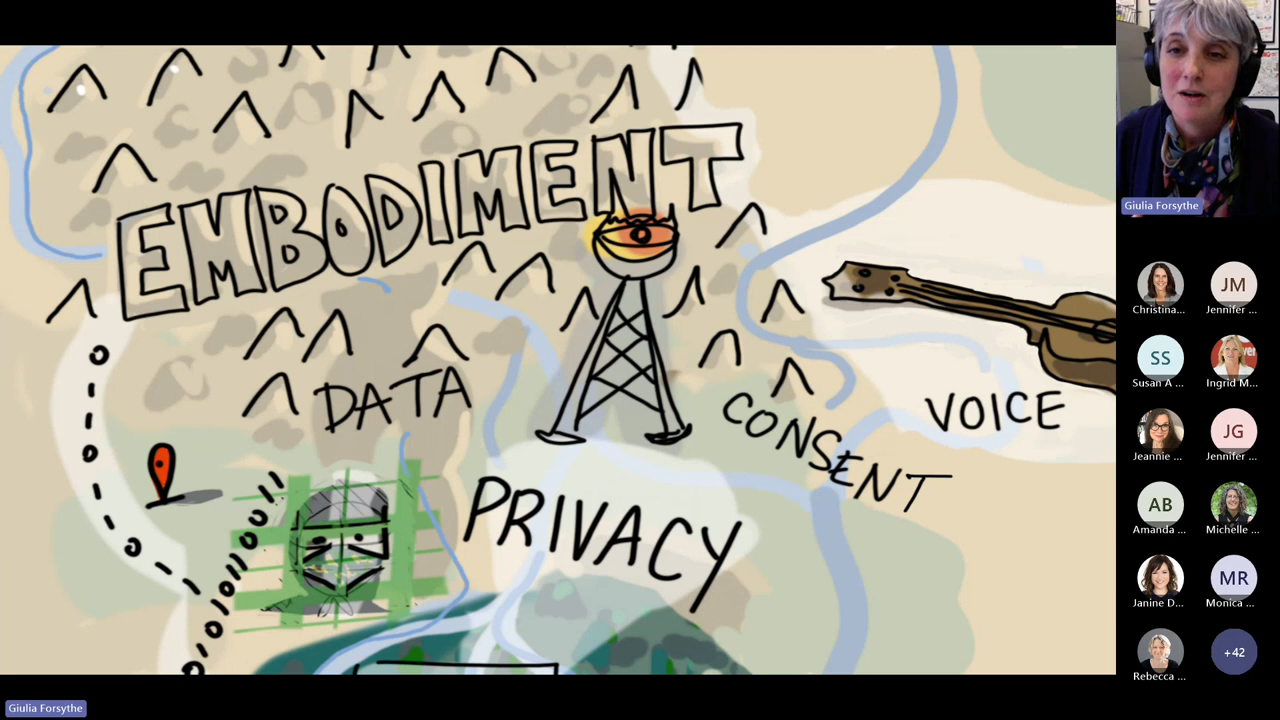 EMBODIMENT
DATA
CONSENT
VOICE
PRIVACY
Giulia Forsythe
Christina...
JM
Jennifer ...
SS
Susan A ...
Ingrid M...
Jeannie ...
JG
Jennifer ...
AB
Amanda ...
Michelle ...
Janine D...
MR
Monica ...
Rebecca ...
+42
Giulia Forsythe